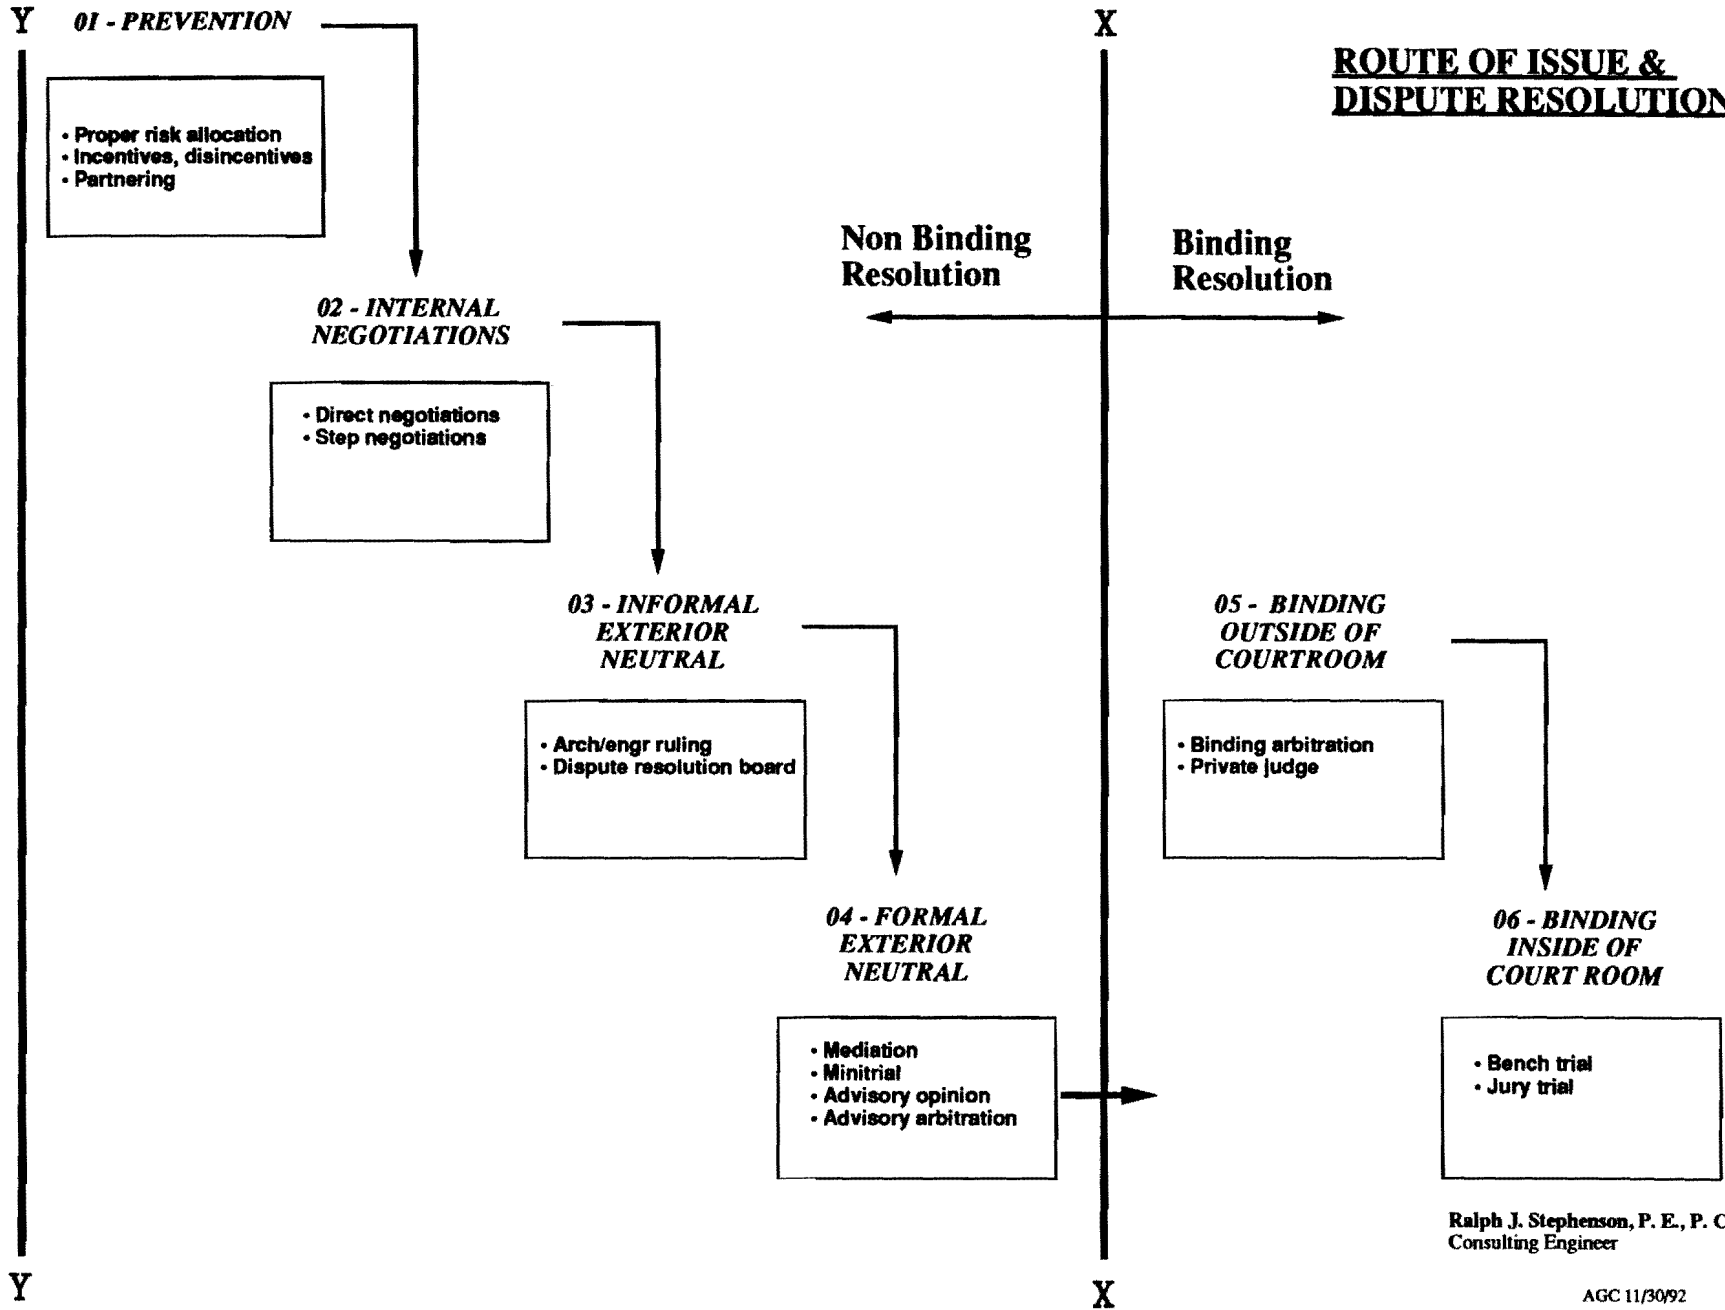 Y
01 - PREVENTION
X
ROUTE OF ISSUE &
DISPUTE RESOLUTION
• Proper risk allocation
• Incentives, disincentives
• Partnering
Non Binding
Resolution
Binding
Resolution
02 - INTERNAL
NEGOTIATIONS
• Direct negotiations
• Step negotiations
03 - INFORMAL
EXTERIOR
NEUTRAL
• Arch/engr ruling
• Dispute resolution board
05 - BINDING
OUTSIDE OF
COURTROOM
• Binding arbitration
• Private judge
04 - FORMAL
EXTERIOR
NEUTRAL
• Mediation
• Minitrial
• Advisory opinion
• Advisory arbitration
06 - BINDING
INSIDE OF
COURT ROOM
• Bench trial
• Jury trial
Ralph J. Stephenson, P. E., P. C
Consulting Engineer
Y
X
AGC 11/30/92